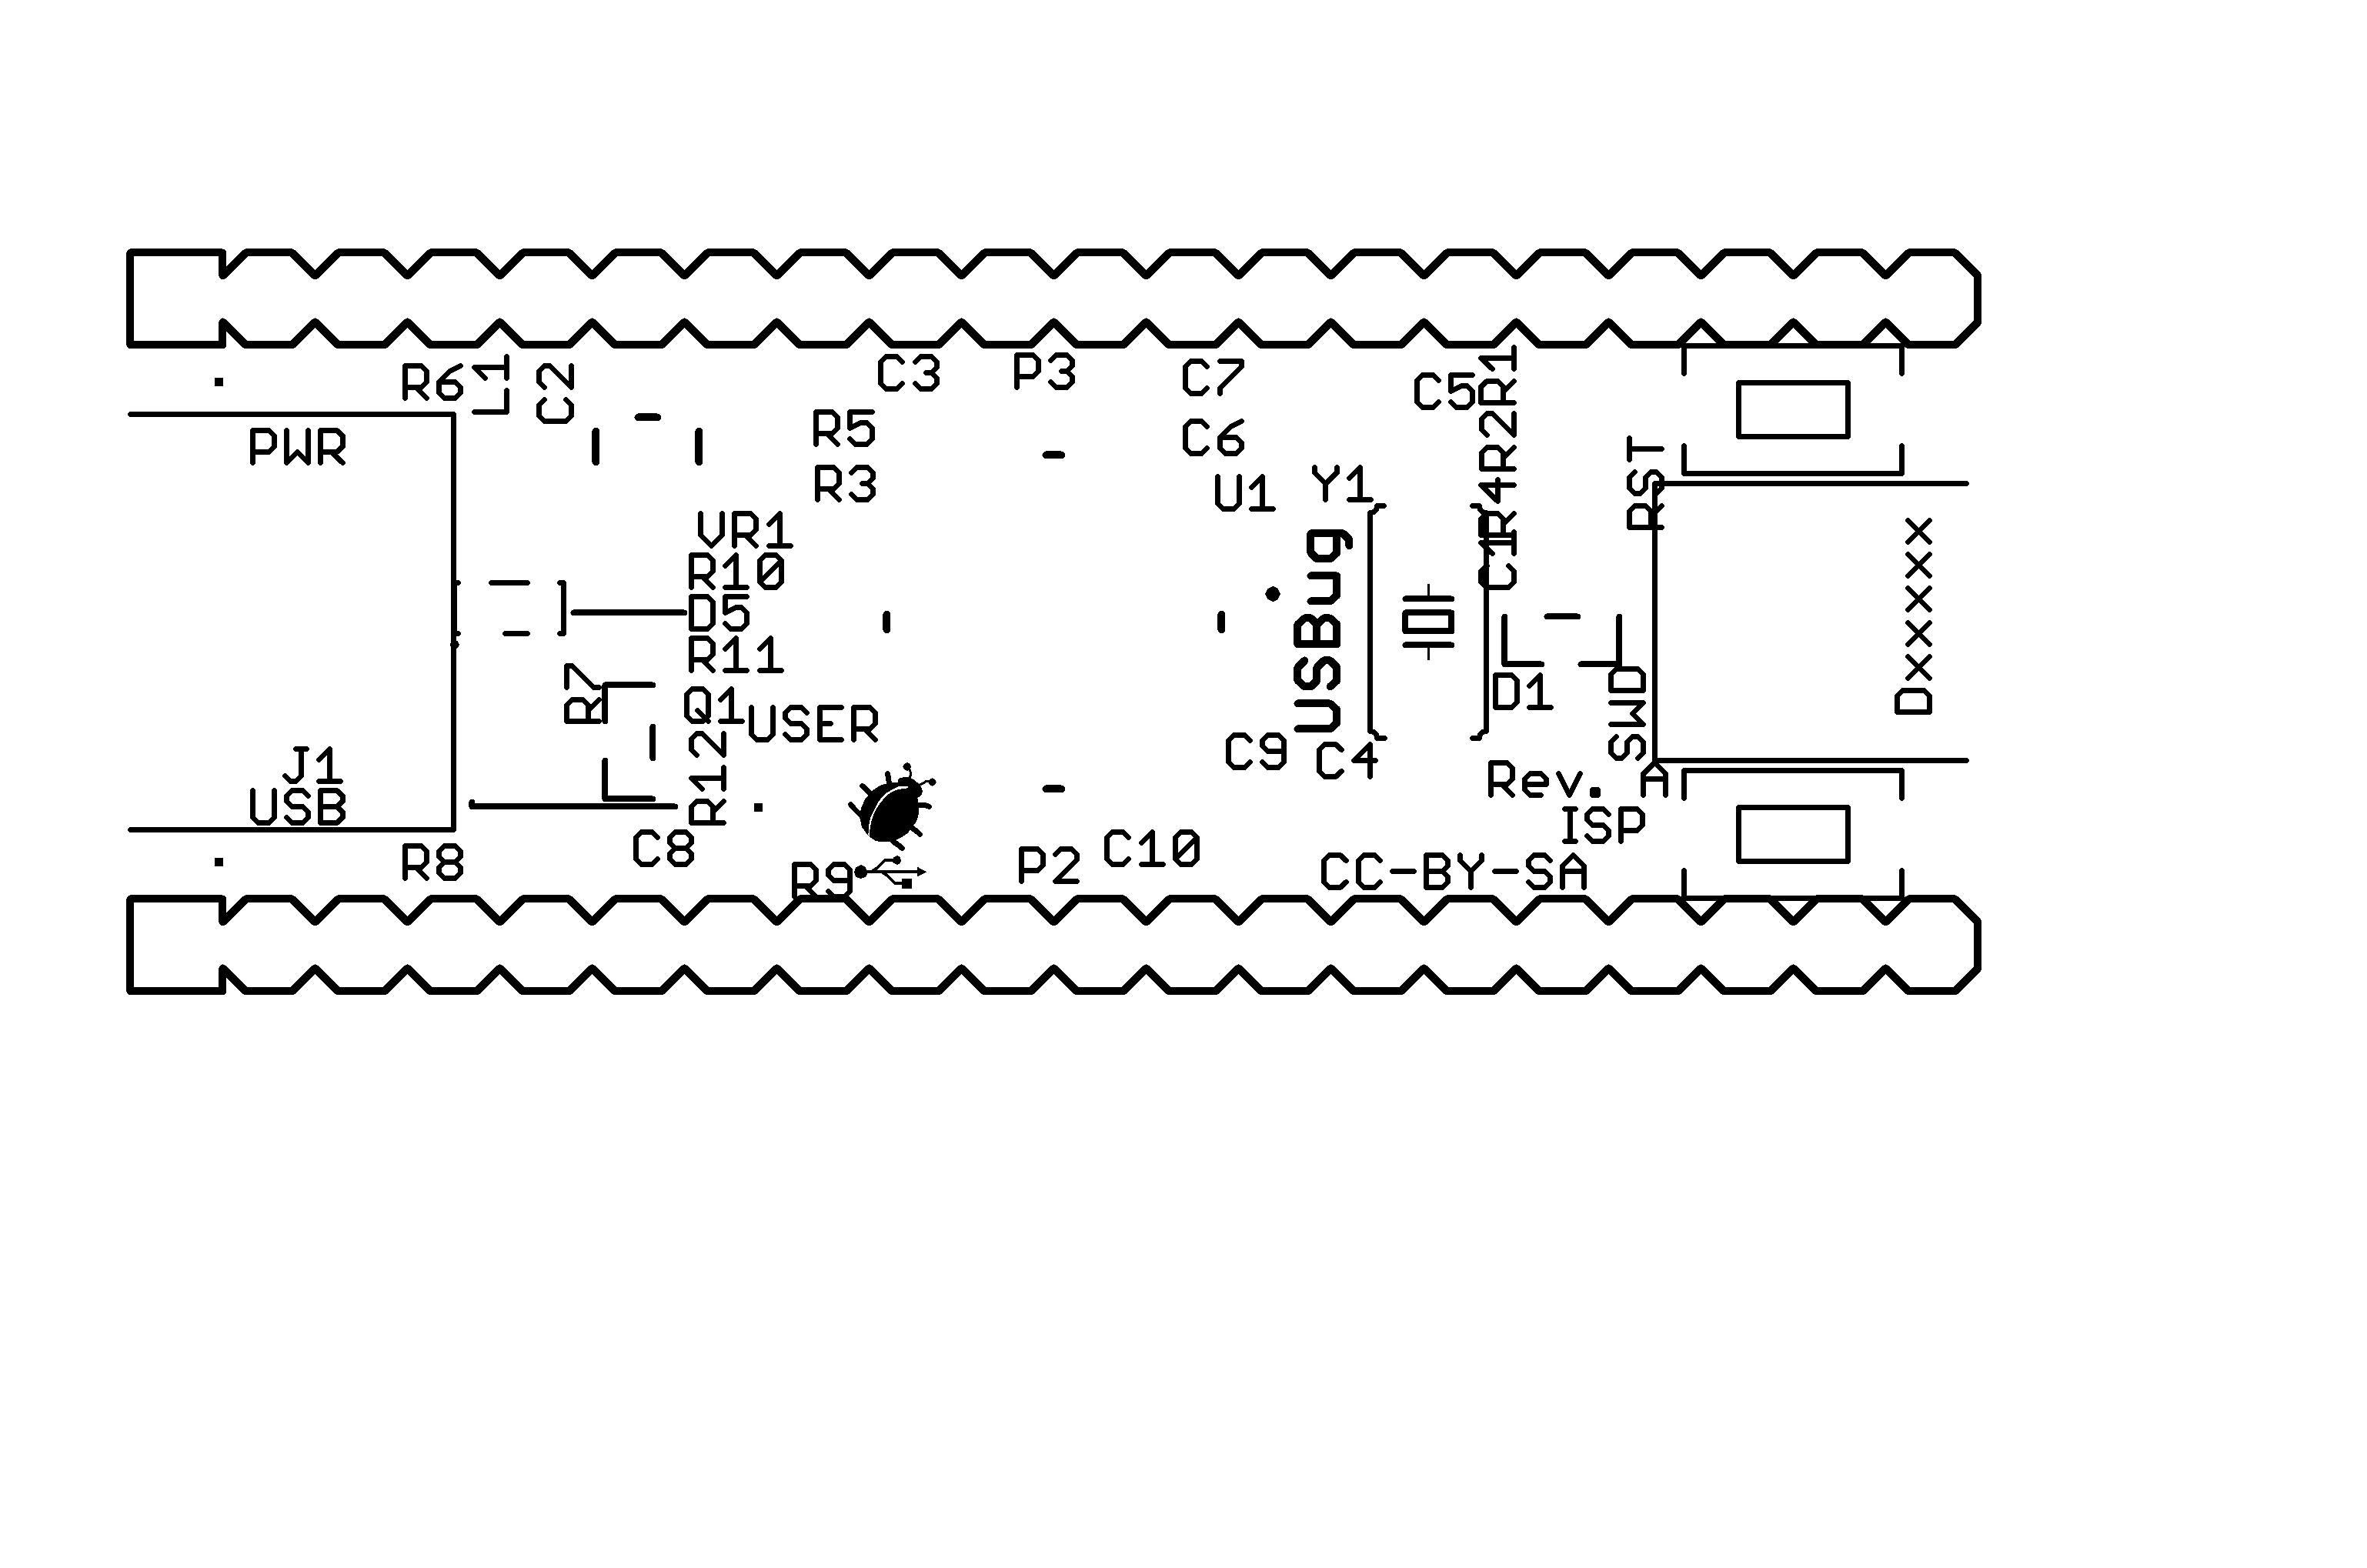 R6
L1
C2
C3
P3
C7
C5
R1
PWR
R5
C6
R2
R3
U1
Y1
R4
RST
VR1
R10
C1
D5
R11
USBug
DXXXXX
R7
Q1
USER
D1
SWD
J1
USB
R12
C9
C4
Rev. A
ISP
R8
C8
R9
P2
C10
CC-BY-SA